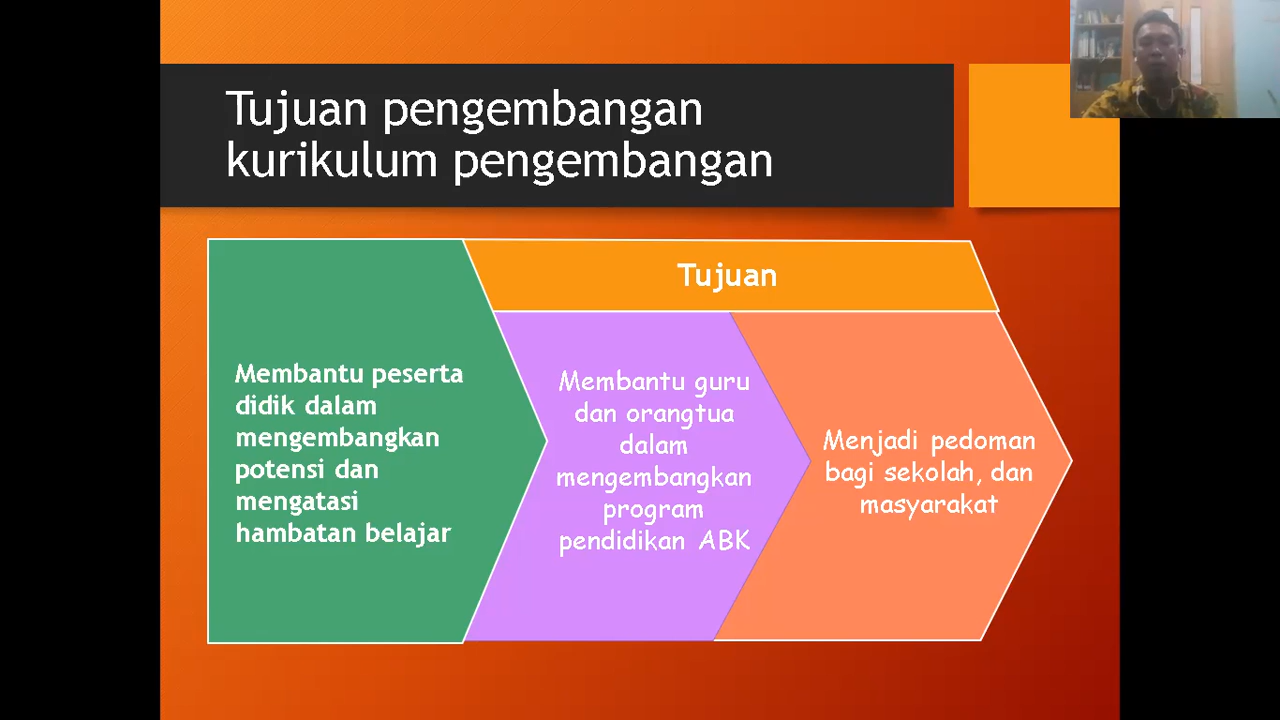 Tujuan pengembangan
kurikulum pengembangan
Tujuan
Membantu peserta
didik dalam
mengembangkan
potensi dan
mengatasi
hambatan belajar
Membantu guru
dan orangtua
dalam
mengembangkan
program
pendidikan ABK
Menjadi pedoman
bagi sekolah, dan
masyarakat